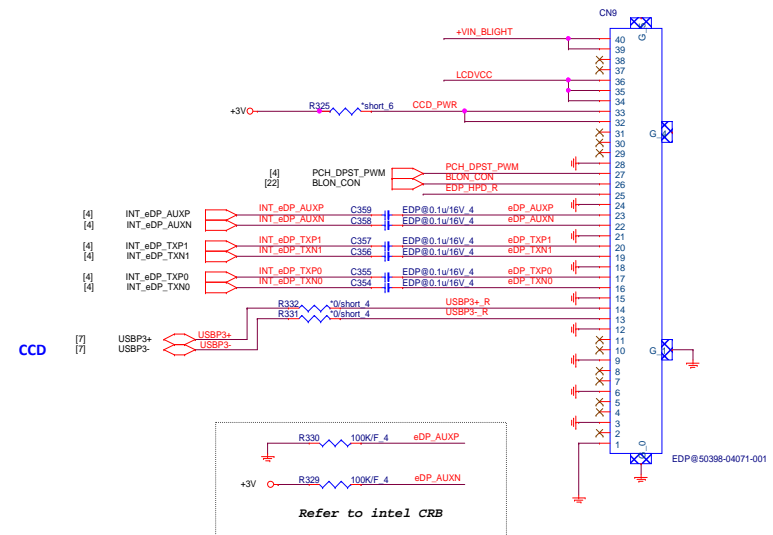 CN9
+VIN_BLIGHT
40
39
38
37
LCDVCC
36
35
34
+3V R325 *short_6 CCD_PWR
33
32
31
30
29
28
[4] PCH_DPST_PWM PCH_DPST_PWM 27
[22] BLON_CON BLON_CON 26
EDP_HPD_R 25
24
[4] INT_eDP_AUXP INT_eDP_AUXP C359 EDP@0.1u/16V_4 eDP_AUXP 23
[4] INT_eDP_AUXN INT_eDP_AUXN C358 EDP@0.1u/16V_4 eDP_AUXN 22
21
[4] INT_eDP_TXP1 INT_eDP_TXP1 C357 EDP@0.1u/16V_4 eDP_TXP1 20
[4] INT_eDP_TXN1 INT_eDP_TXN1 C356 EDP@0.1u/16V_4 eDP_TXN1 19
18
[4] INT_eDP_TXP0 INT_eDP_TXP0 C355 EDP@0.1u/16V_4 eDP_TXP0 17
[4] INT_eDP_TXN0 INT_eDP_TXN0 C354 EDP@0.1u/16V_4 eDP_TXN0 16
15
R332 *0/short_4 USBP3+_R 14
R331 *0/short_4 USBP3-_R 13
12
[7] USBP3+ USBP3+ 11
CCD [7] USBP3- USBP3- 10
9
8
7
6
5
4
3
2
1
G_0
EDP@50398-04071-001
R330 100K/F_4 eDP_AUXP
+3V R329 100K/F_4 eDP_AUXN
Refer to intel CRB